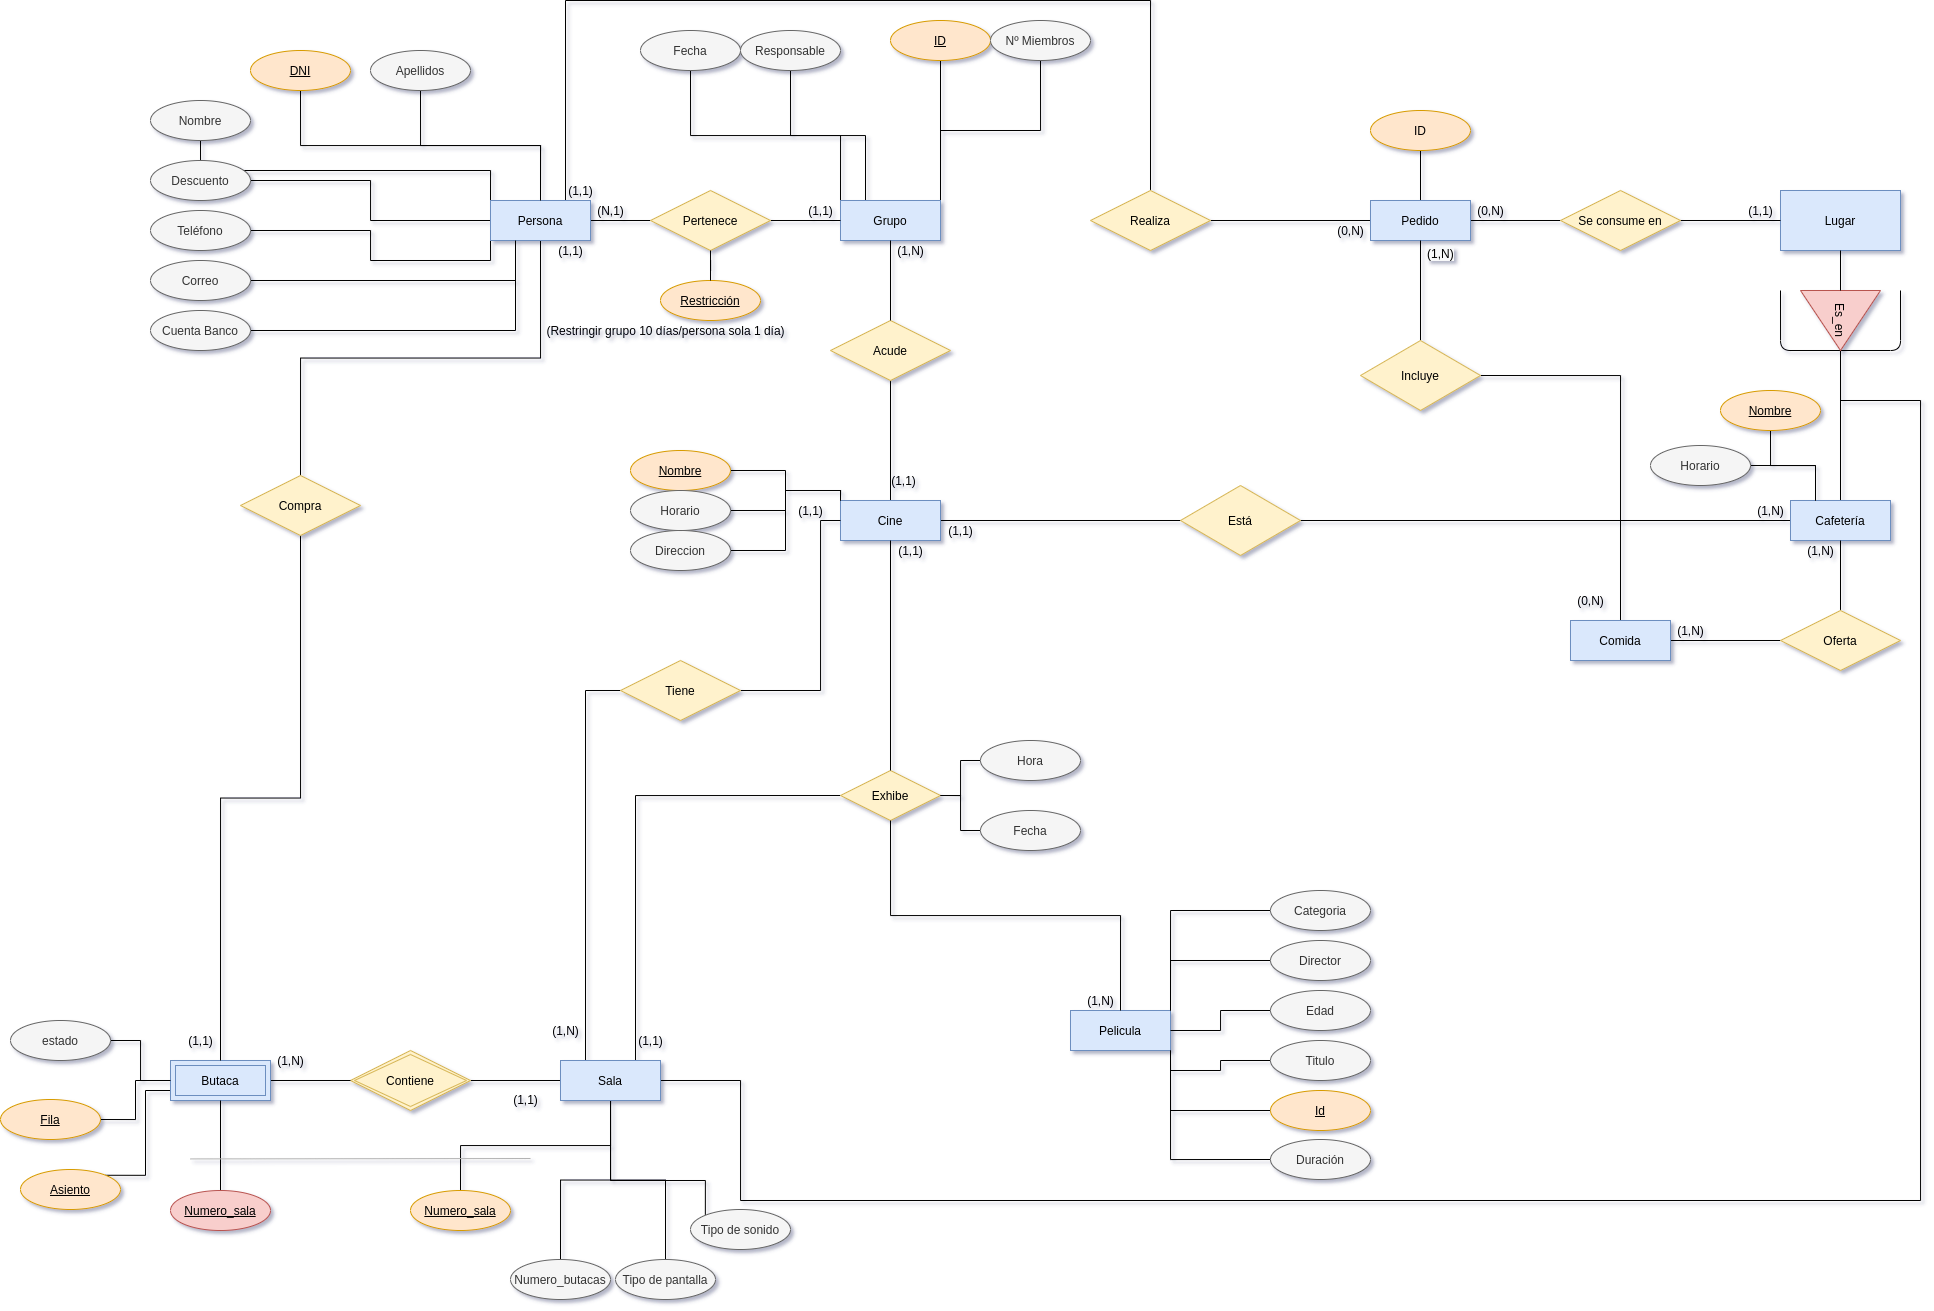 Fecha
Responsable
ID
Nº Miembros
DNI
Apellidos
Nombre
ID
Descuento
(1,1)
Persona
(N,1)
Pertenece
(1,1)
Grupo
Realiza
(0,N)
Pedido
(0,N)
Se consume en
(1,1)
Lugar
Teléfono
(1,1)
(1,N)
(1,N)
Correo
Restricción
Es_en
Cuenta Banco
(Restringir grupo 10 días/persona sola 1 día)
Acude
Incluye
Nombre
Horario
Nombre
(1,1)
Compra
Horario
(1,1)
Cine
(1,1)
Está
(1,N)
Cafetería
Direccion
(1,1)
(1,N)
(0,N)
Comida
(1,N)
Oferta
Tiene
Hora
Exhibe
Fecha
Categoria
Director
(1,N)
Edad
Pelicula
Titulo
Id
Duración
estado
(1,1)
(1,N)
(1,N)
(1,1)
Butaca
Contiene
Sala
(1,1)
Fila
Asiento
Numero_sala
Numero_sala
Tipo de sonido
Numero_butacas
Tipo de pantalla